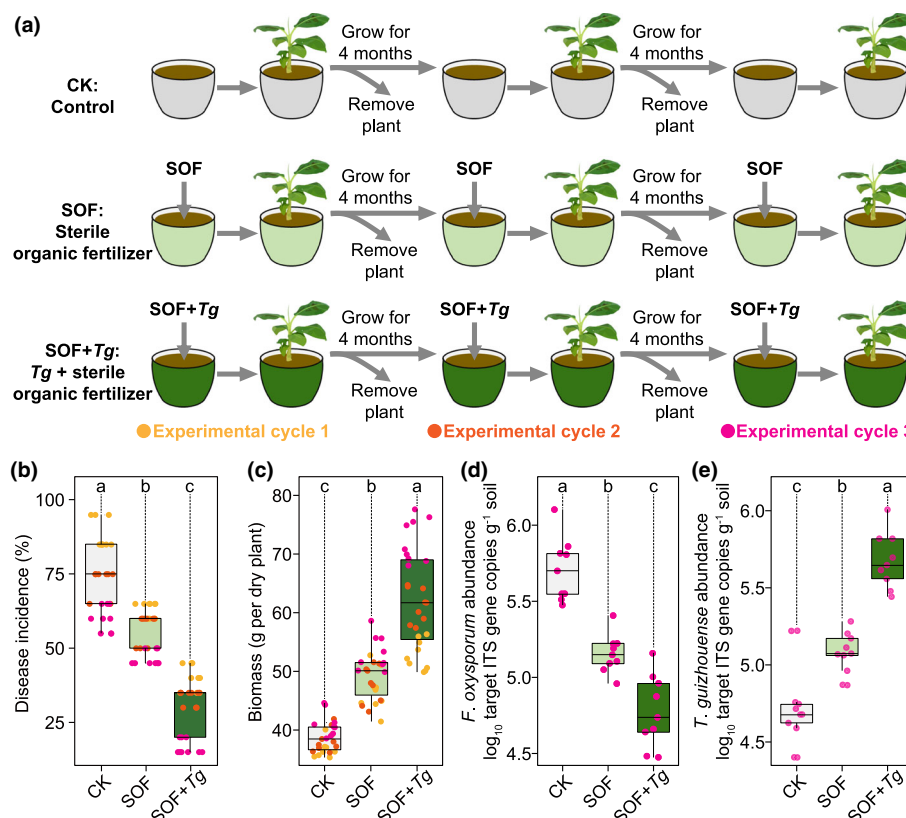 (a)
CK:
Control
Grow for
4 months
Remove
plant
Grow for
4 months
Remove
plant
SOF:
Sterile
organic fertilizer
SOF
Grow for
4 months
Remove
plant
SOF
Grow for
4 months
Remove
plant
SOF
SOF+Tg:
Tg + sterile
organic fertilizer
SOF+Tg
Grow for
4 months
Remove
plant
SOF+Tg
Grow for
4 months
Remove
plant
SOF+Tg
Experimental cycle 1
Experimental cycle 2
Experimental cycle 3
(b)
Disease incidence (%)
100
75
50
25
a b c
CK SOF SOF+Tg
(c)
Biomass (g per dry plant)
80
70
60
50
40
c b a
CK SOF SOF+Tg
(d)
F. oxysporum abundance
log10 target ITS gene copies g−1 soil
6.0
5.5
5.0
4.5
a b c
CK SOF SOF+Tg
(e)
T. guizhouense abundance
log10 target ITS gene copies g−1 soil
6.0
5.5
5.0
4.5
c b a
CK SOF SOF+Tg